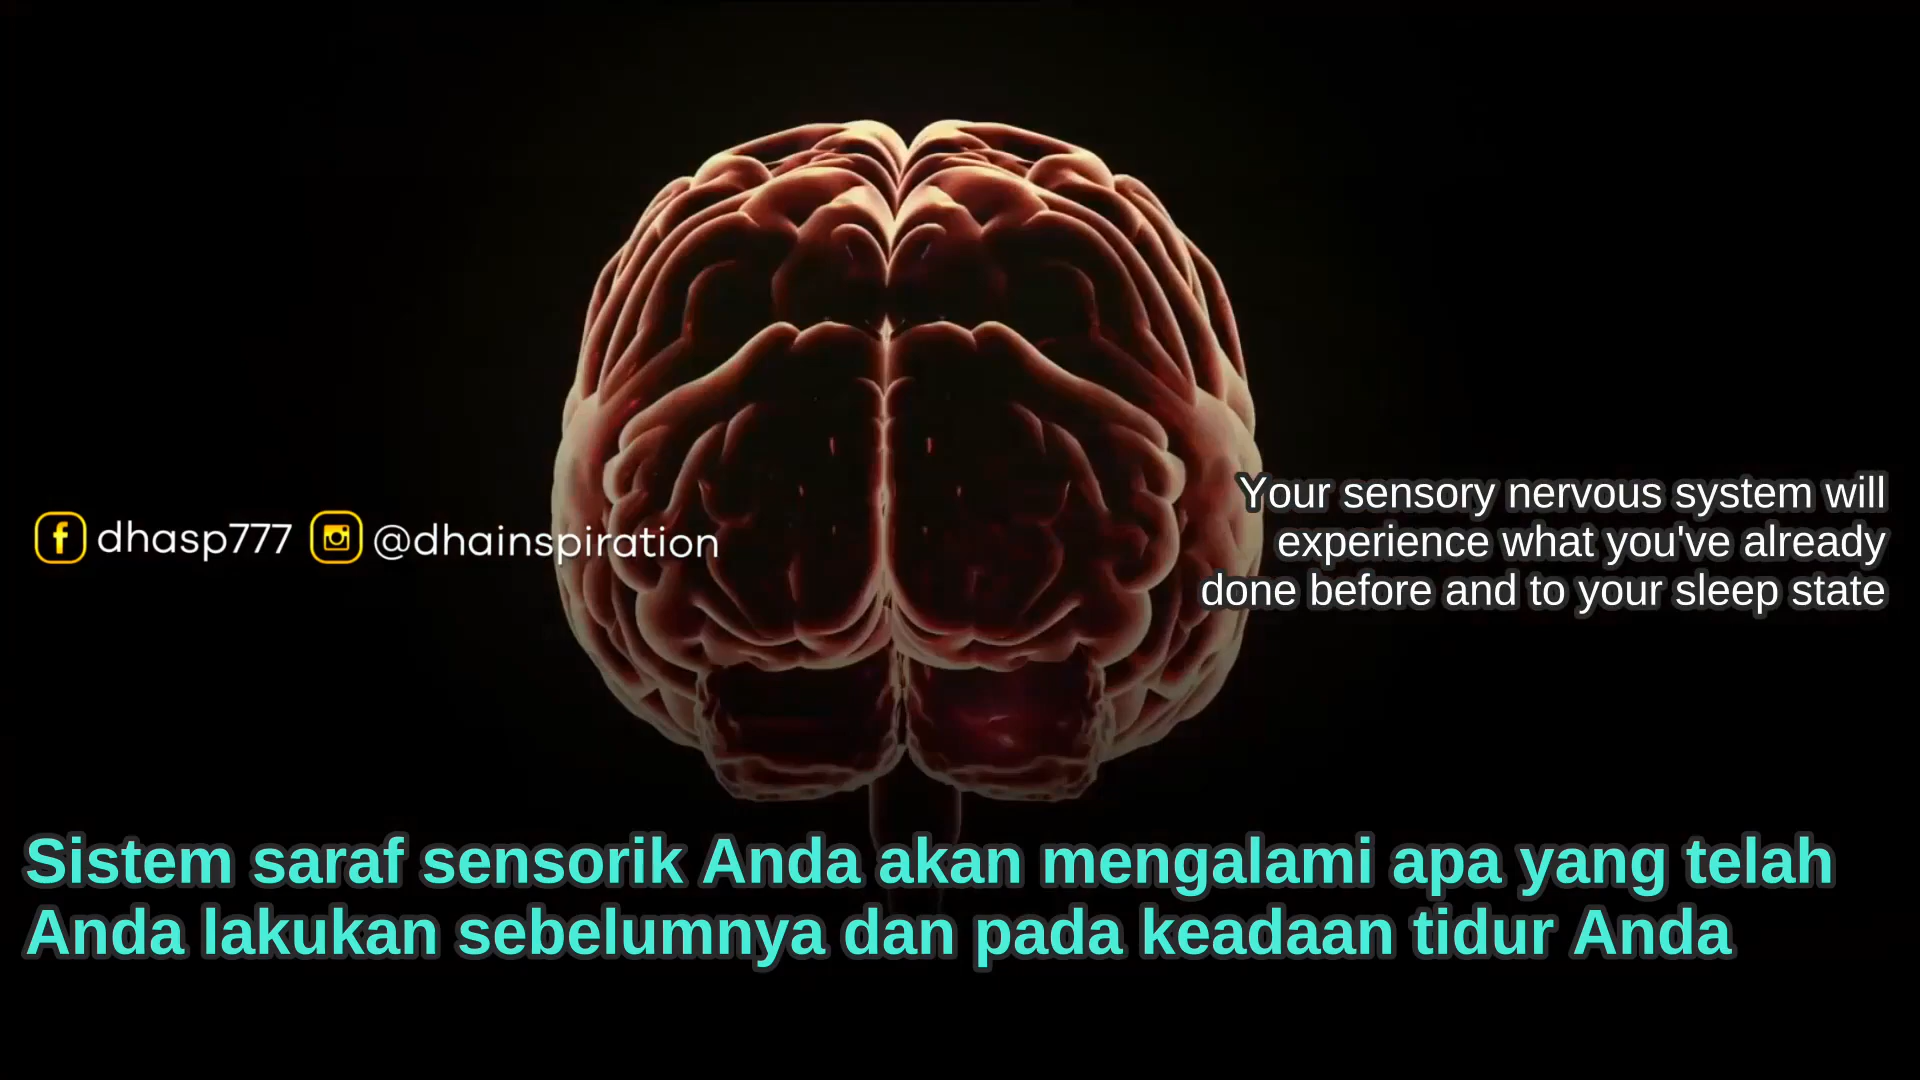 Your sensory nervous system will
experience what you've already
done before and to your sleep state
dhasp777 @dhainspiration
Sistem saraf sensorik Anda akan mengalami apa yang telah
Anda lakukan sebelumnya dan pada keadaan tidur Anda